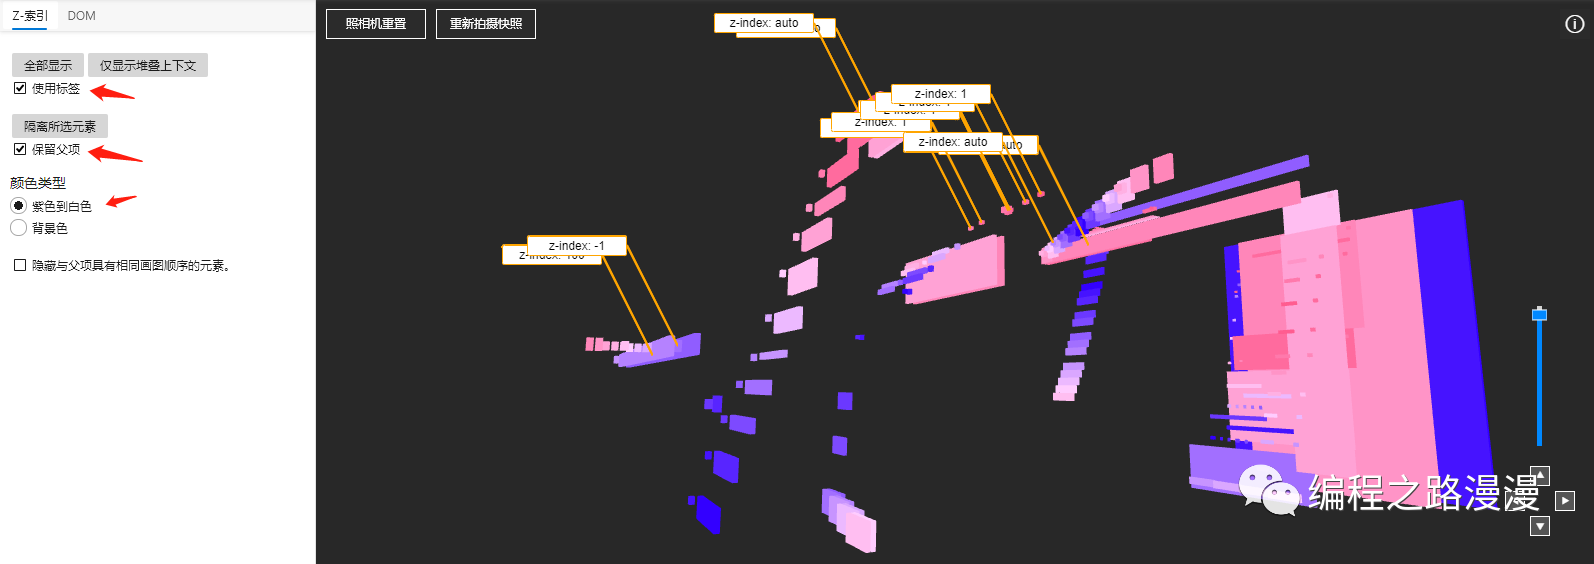 Z-索引 DOM
全部显示 仅显示堆叠上下文
使用标签
隔离所选元素
保留父项
颜色类型
紫色到白色
背景色
隐藏与父项具有相同画图顺序的元素。
照相机重置 重新拍摄快照
z-index: auto
z-index: 1
z-index: 1
z-index: auto
z-index: -1
编程之路漫漫